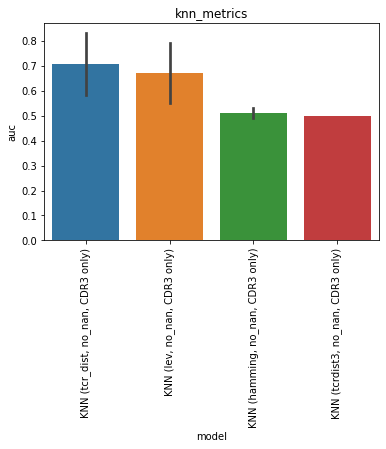 knn_metrics
auc
0.8
0.7
0.6
0.5
0.4
0.3
0.2
0.1
0.0
KNN (tcr_dist, no_nan, CDR3 only)
KNN (lev, no_nan, CDR3 only)
KNN (hamming, no_nan, CDR3 only)
KNN (tcrdist3, no_nan, CDR3 only)
model